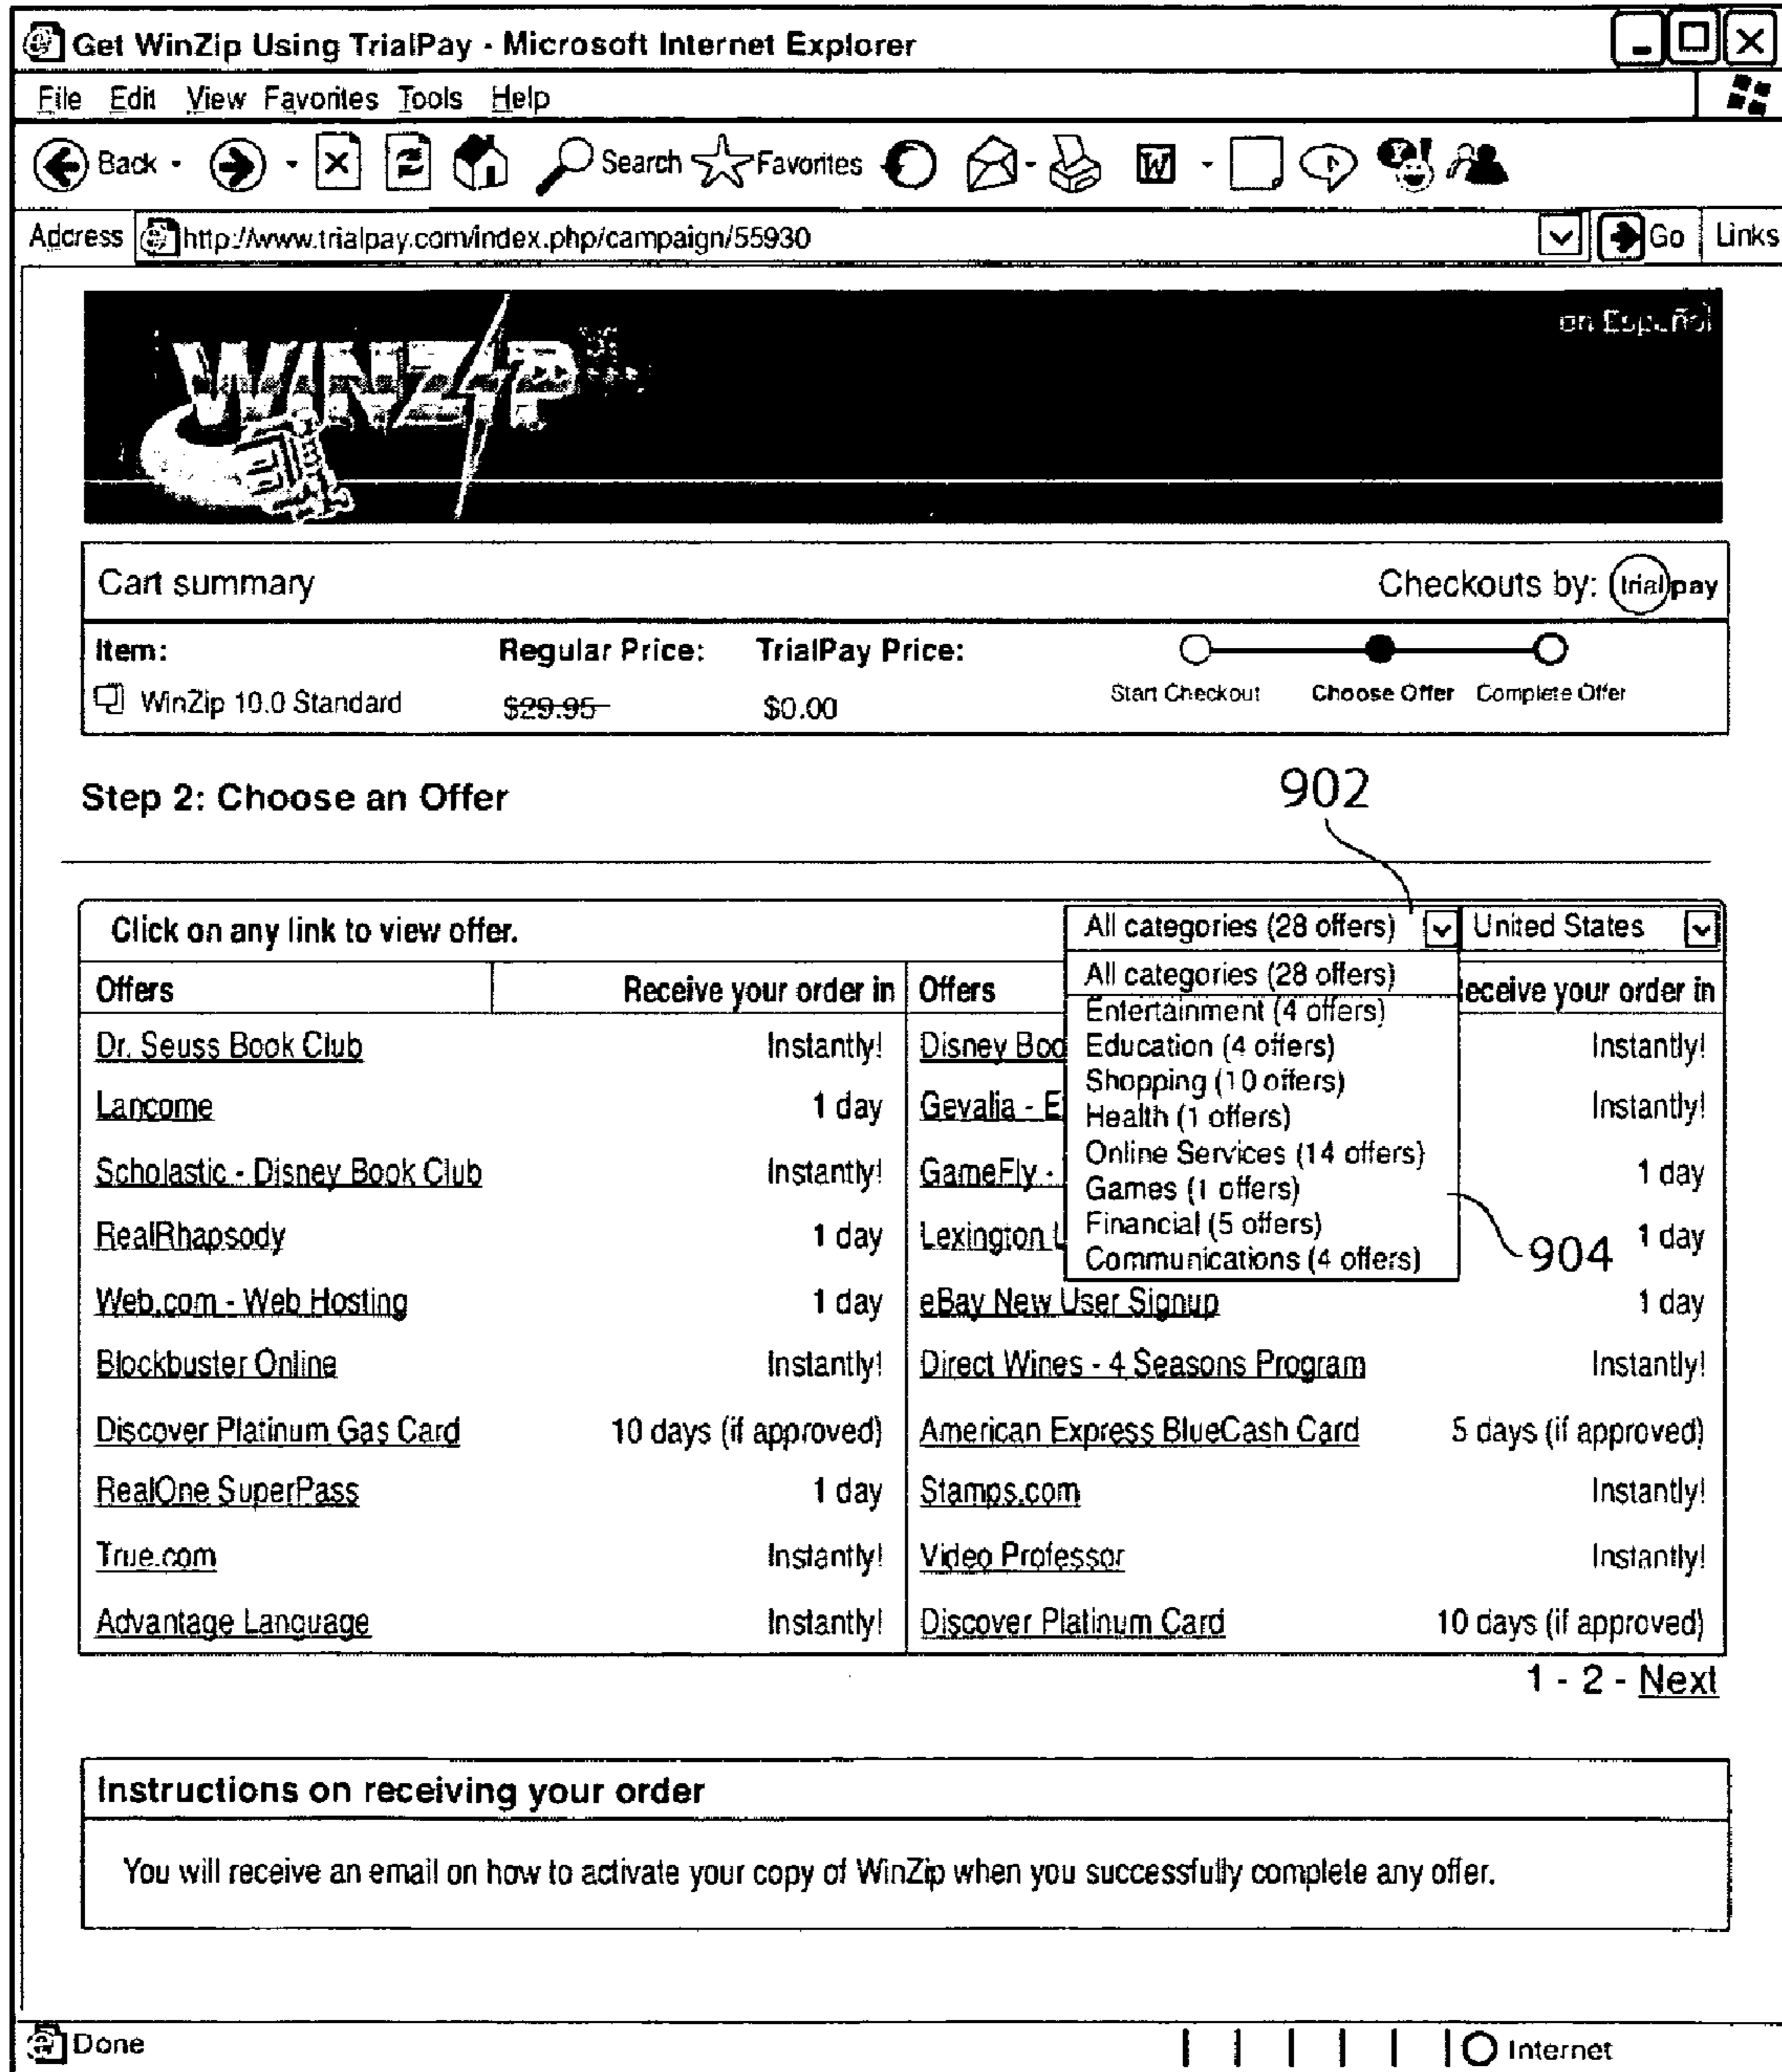 Get WinZip Using TrialPay - Microsoft Internet Explorer
File Edit View Favorites Tools Help
Back Search Favorites W
Address http://www.trialpay.com/index.php/campaign/55930 Go Links
en Español
WINZIP
Cart summary Checkouts by: trialpay
Item: Regular Price: TrialPay Price:
WinZip 10.0 Standard $29.95 $0.00 Start Checkout Choose Offer Complete Offer
Step 2: Choose an Offer
902
Click on any link to view offer. All categories (28 offers) United States
Offers Receive your order in Offers All categories (28 offers) eceive your order in
Entertainment (4 offers)
Dr. Seuss Book Club Instantly! Disney Boo Education (4 offers) Instantly!
Shopping (10 offers)
Lancome 1 day Gevalia - E Health (1 offers) Instantly!
Online Services (14 offers)
Scholastic - Disney Book Club Instantly! GameFly - Games (1 offers) 1 day
RealRhapsody 1 day Lexington L Financial (5 offers) 904 1 day
Communications (4 offers)
Web.com - Web Hosting 1 day eBay New User Signup 1 day
Blockbuster Online Instantly! Direct Wines - 4 Seasons Program Instantly!
Discover Platinum Gas Card 10 days (if approved) American Express BlueCash Card 5 days (if approved)
RealOne SuperPass 1 day Stamps.com Instantly!
True.com Instantly! Video Professor Instantly!
Advantage Language Instantly! Discover Platinum Card 10 days (if approved)
1 - 2 - Next
Instructions on receiving your order
You will receive an email on how to activate your copy of WinZip when you successfully complete any offer.
Done Internet